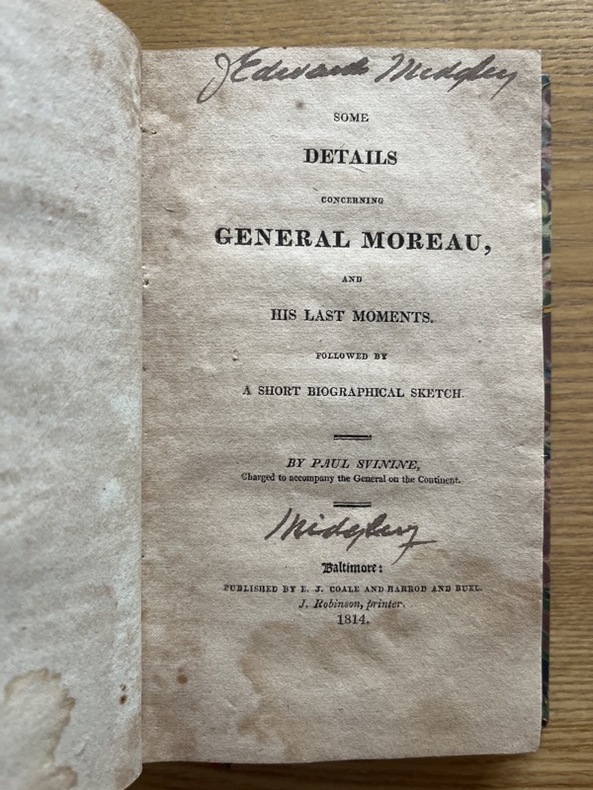 J Edwards Midgley
SOME
DETAILS
CONCERNING
GENERAL MOREAU,
AND
HIS LAST MOMENTS.
FOLLOWED BY
A SHORT BIOGRAPHICAL SKETCH.
BY PAUL SVININE,
Charged to accompany the General on the Continent.
Midgley
Baltimore:
PUBLISHED BY E. J. COALE AND HARROD AND BUEL.
J. Robinson, printer.
1814.